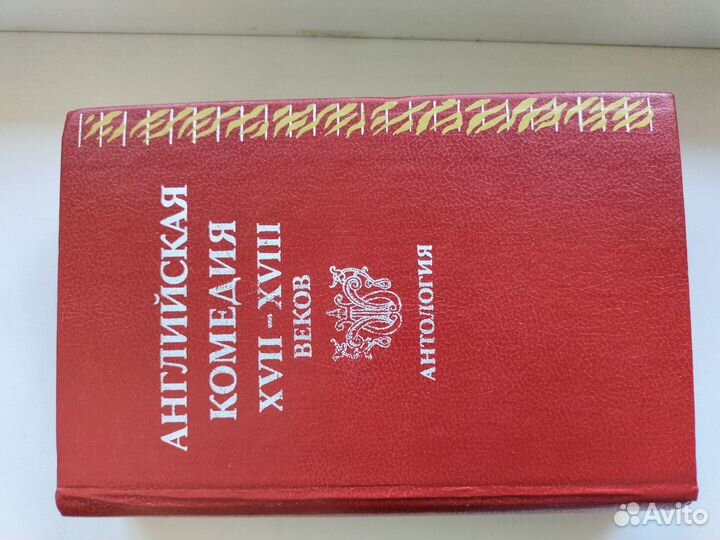 АНГЛИЙСКАЯ
КОМЕДИЯ
XVII – XVIII
ВЕКОВ
АНТОЛОГИЯ
Avito